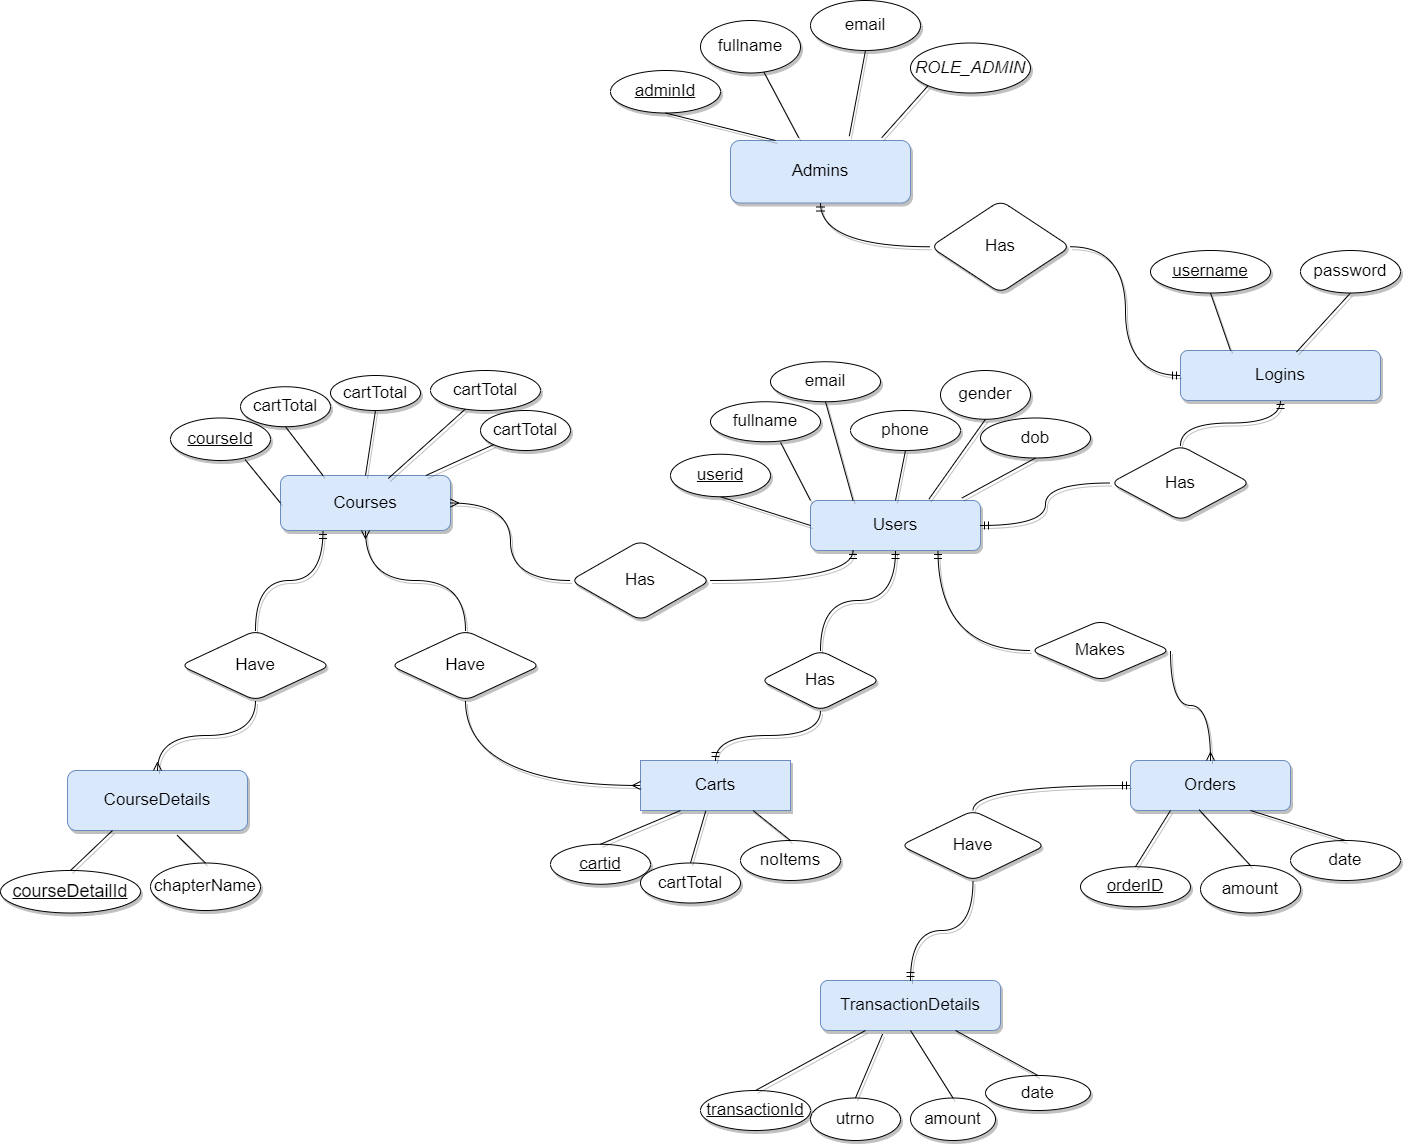 email
fullname
ROLE_ADMIN
adminId
Admins
Has
username
password
Logins
Has
cartTotal
cartTotal
cartTotal
cartTotal
courseId
Courses
email
gender
fullname
phone
dob
userid
Users
Has
Have
Have
Has
Makes
CourseDetails
courseDetailId
chapterName
Carts
cartid
cartTotal
noItems
Orders
orderID
amount
date
Have
TransactionDetails
transactionId
utrno
amount
date